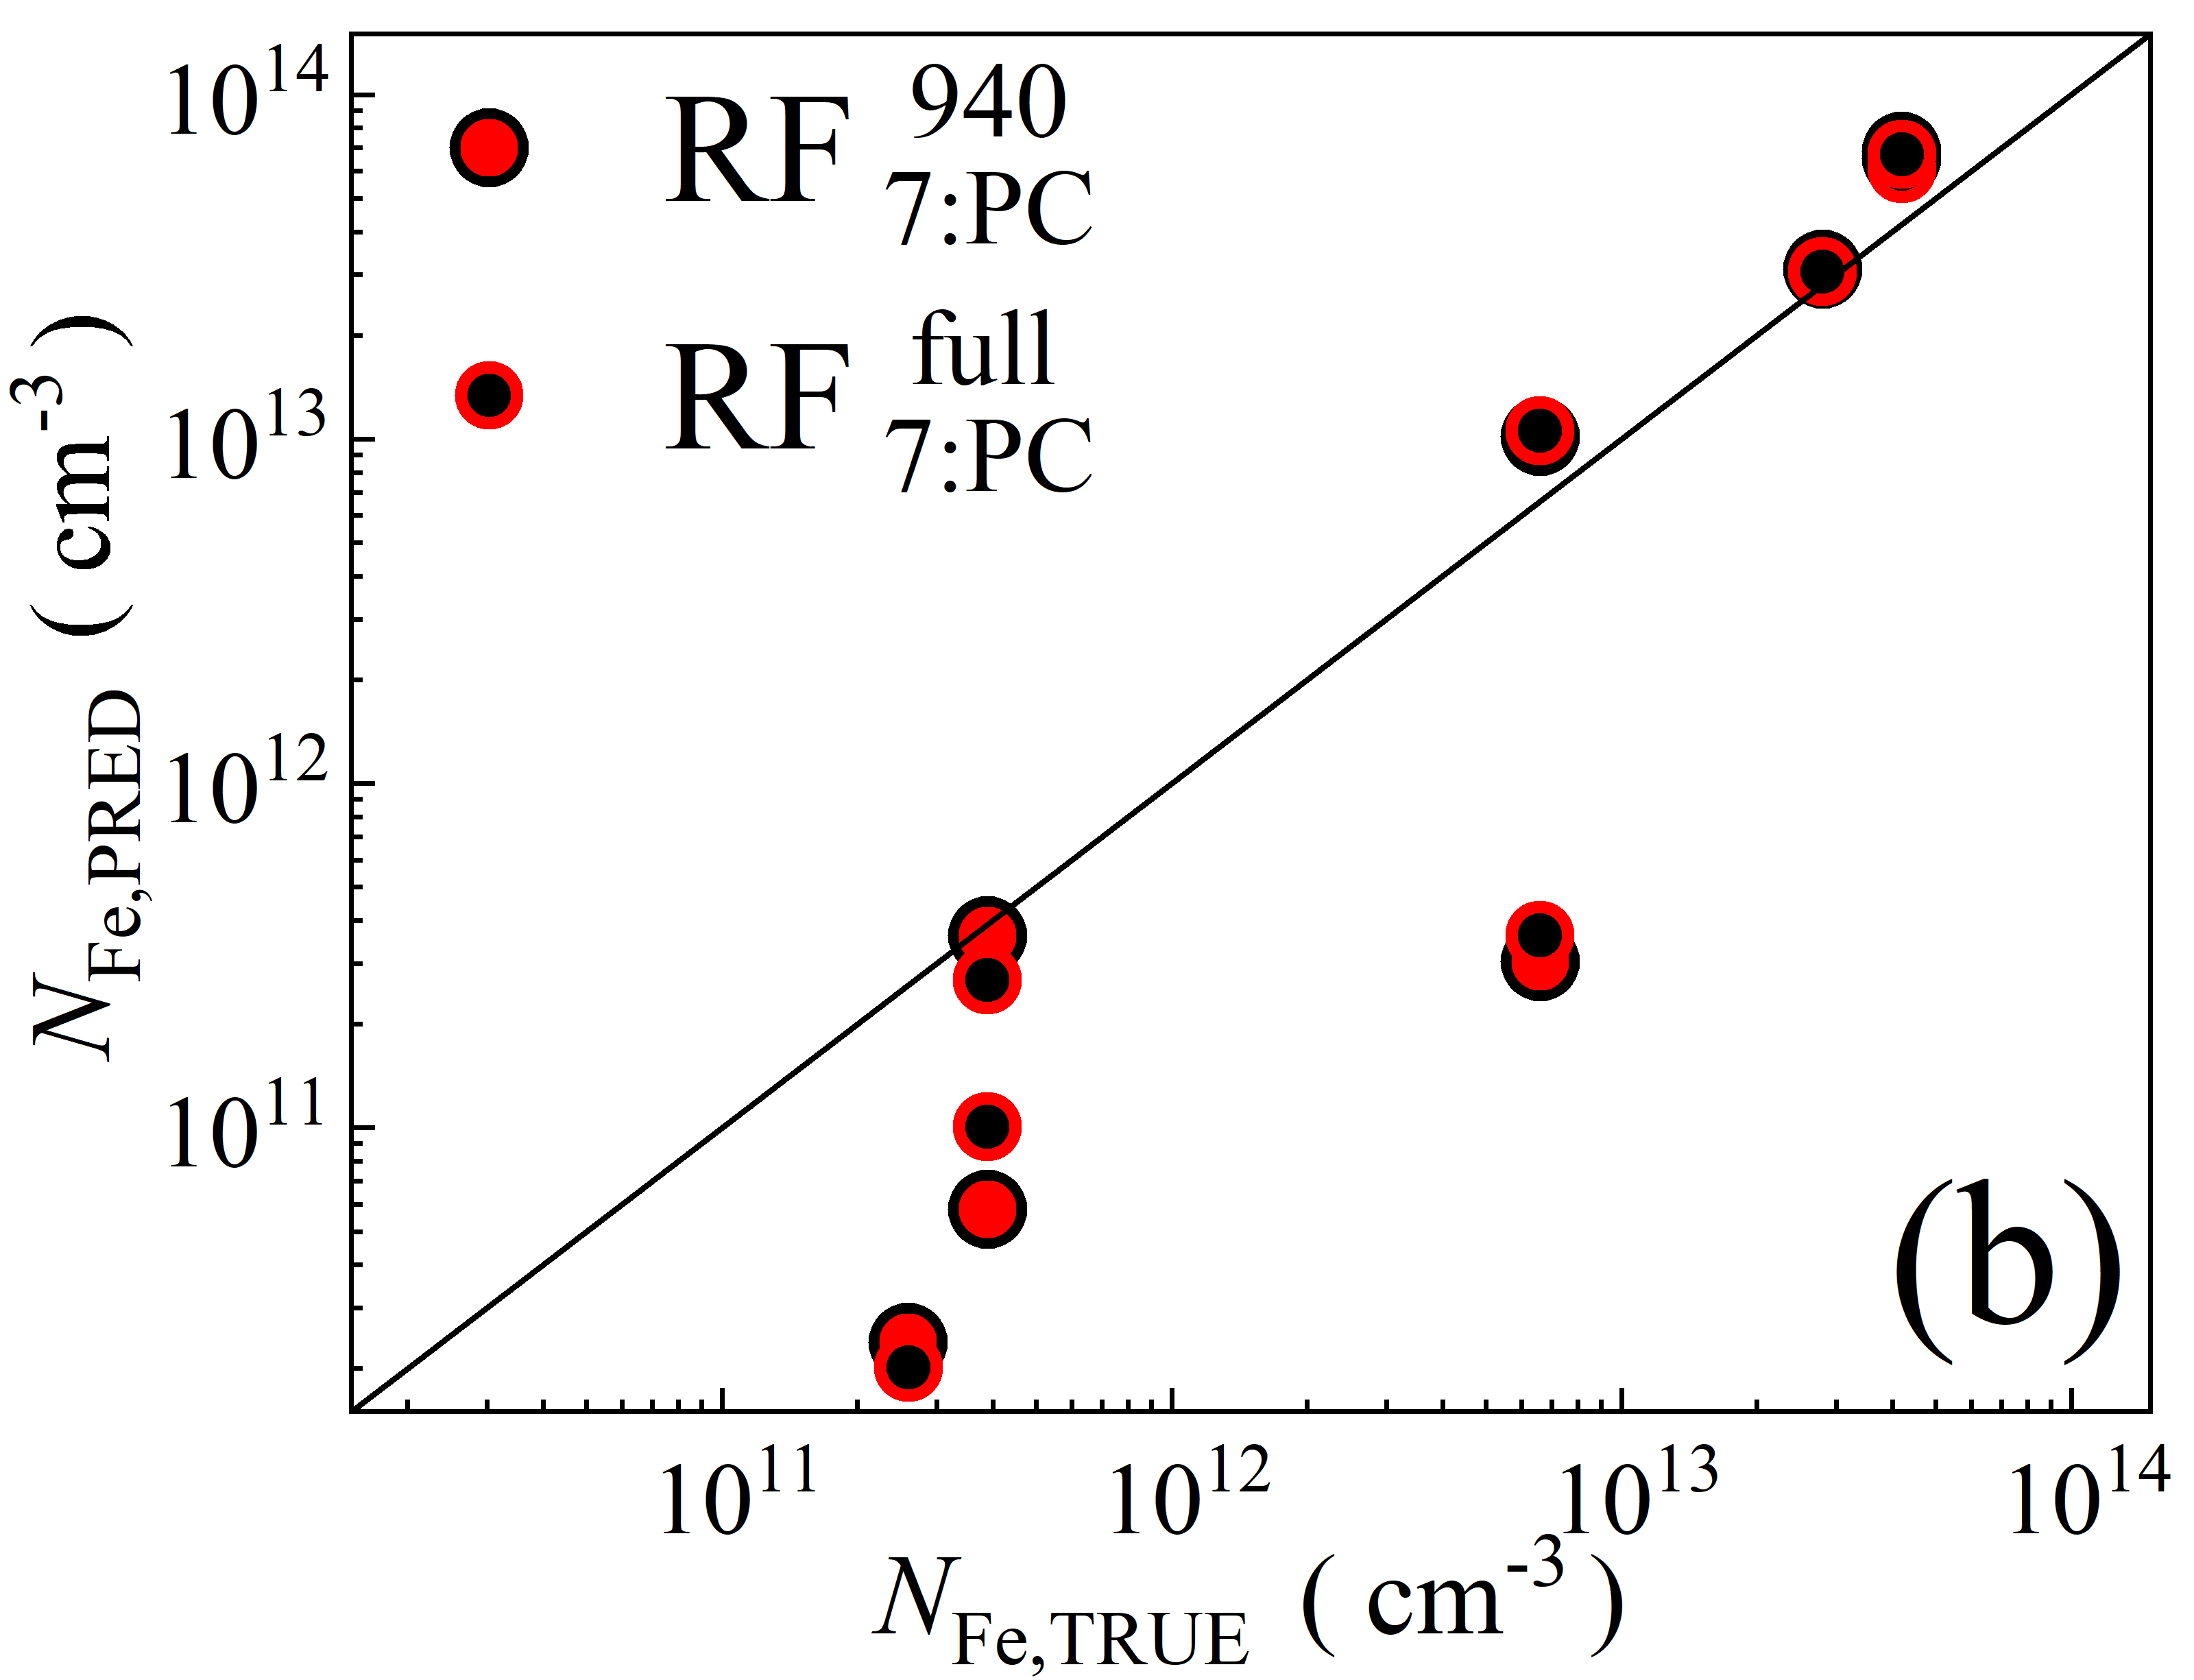 10^14
10^13
10^12
10^11
N_Fe,PRED ( cm^-3 )
RF 940 7:PC
RF full 7:PC
(b)
10^11 10^12 10^13 10^14
N_Fe,TRUE ( cm^-3 )